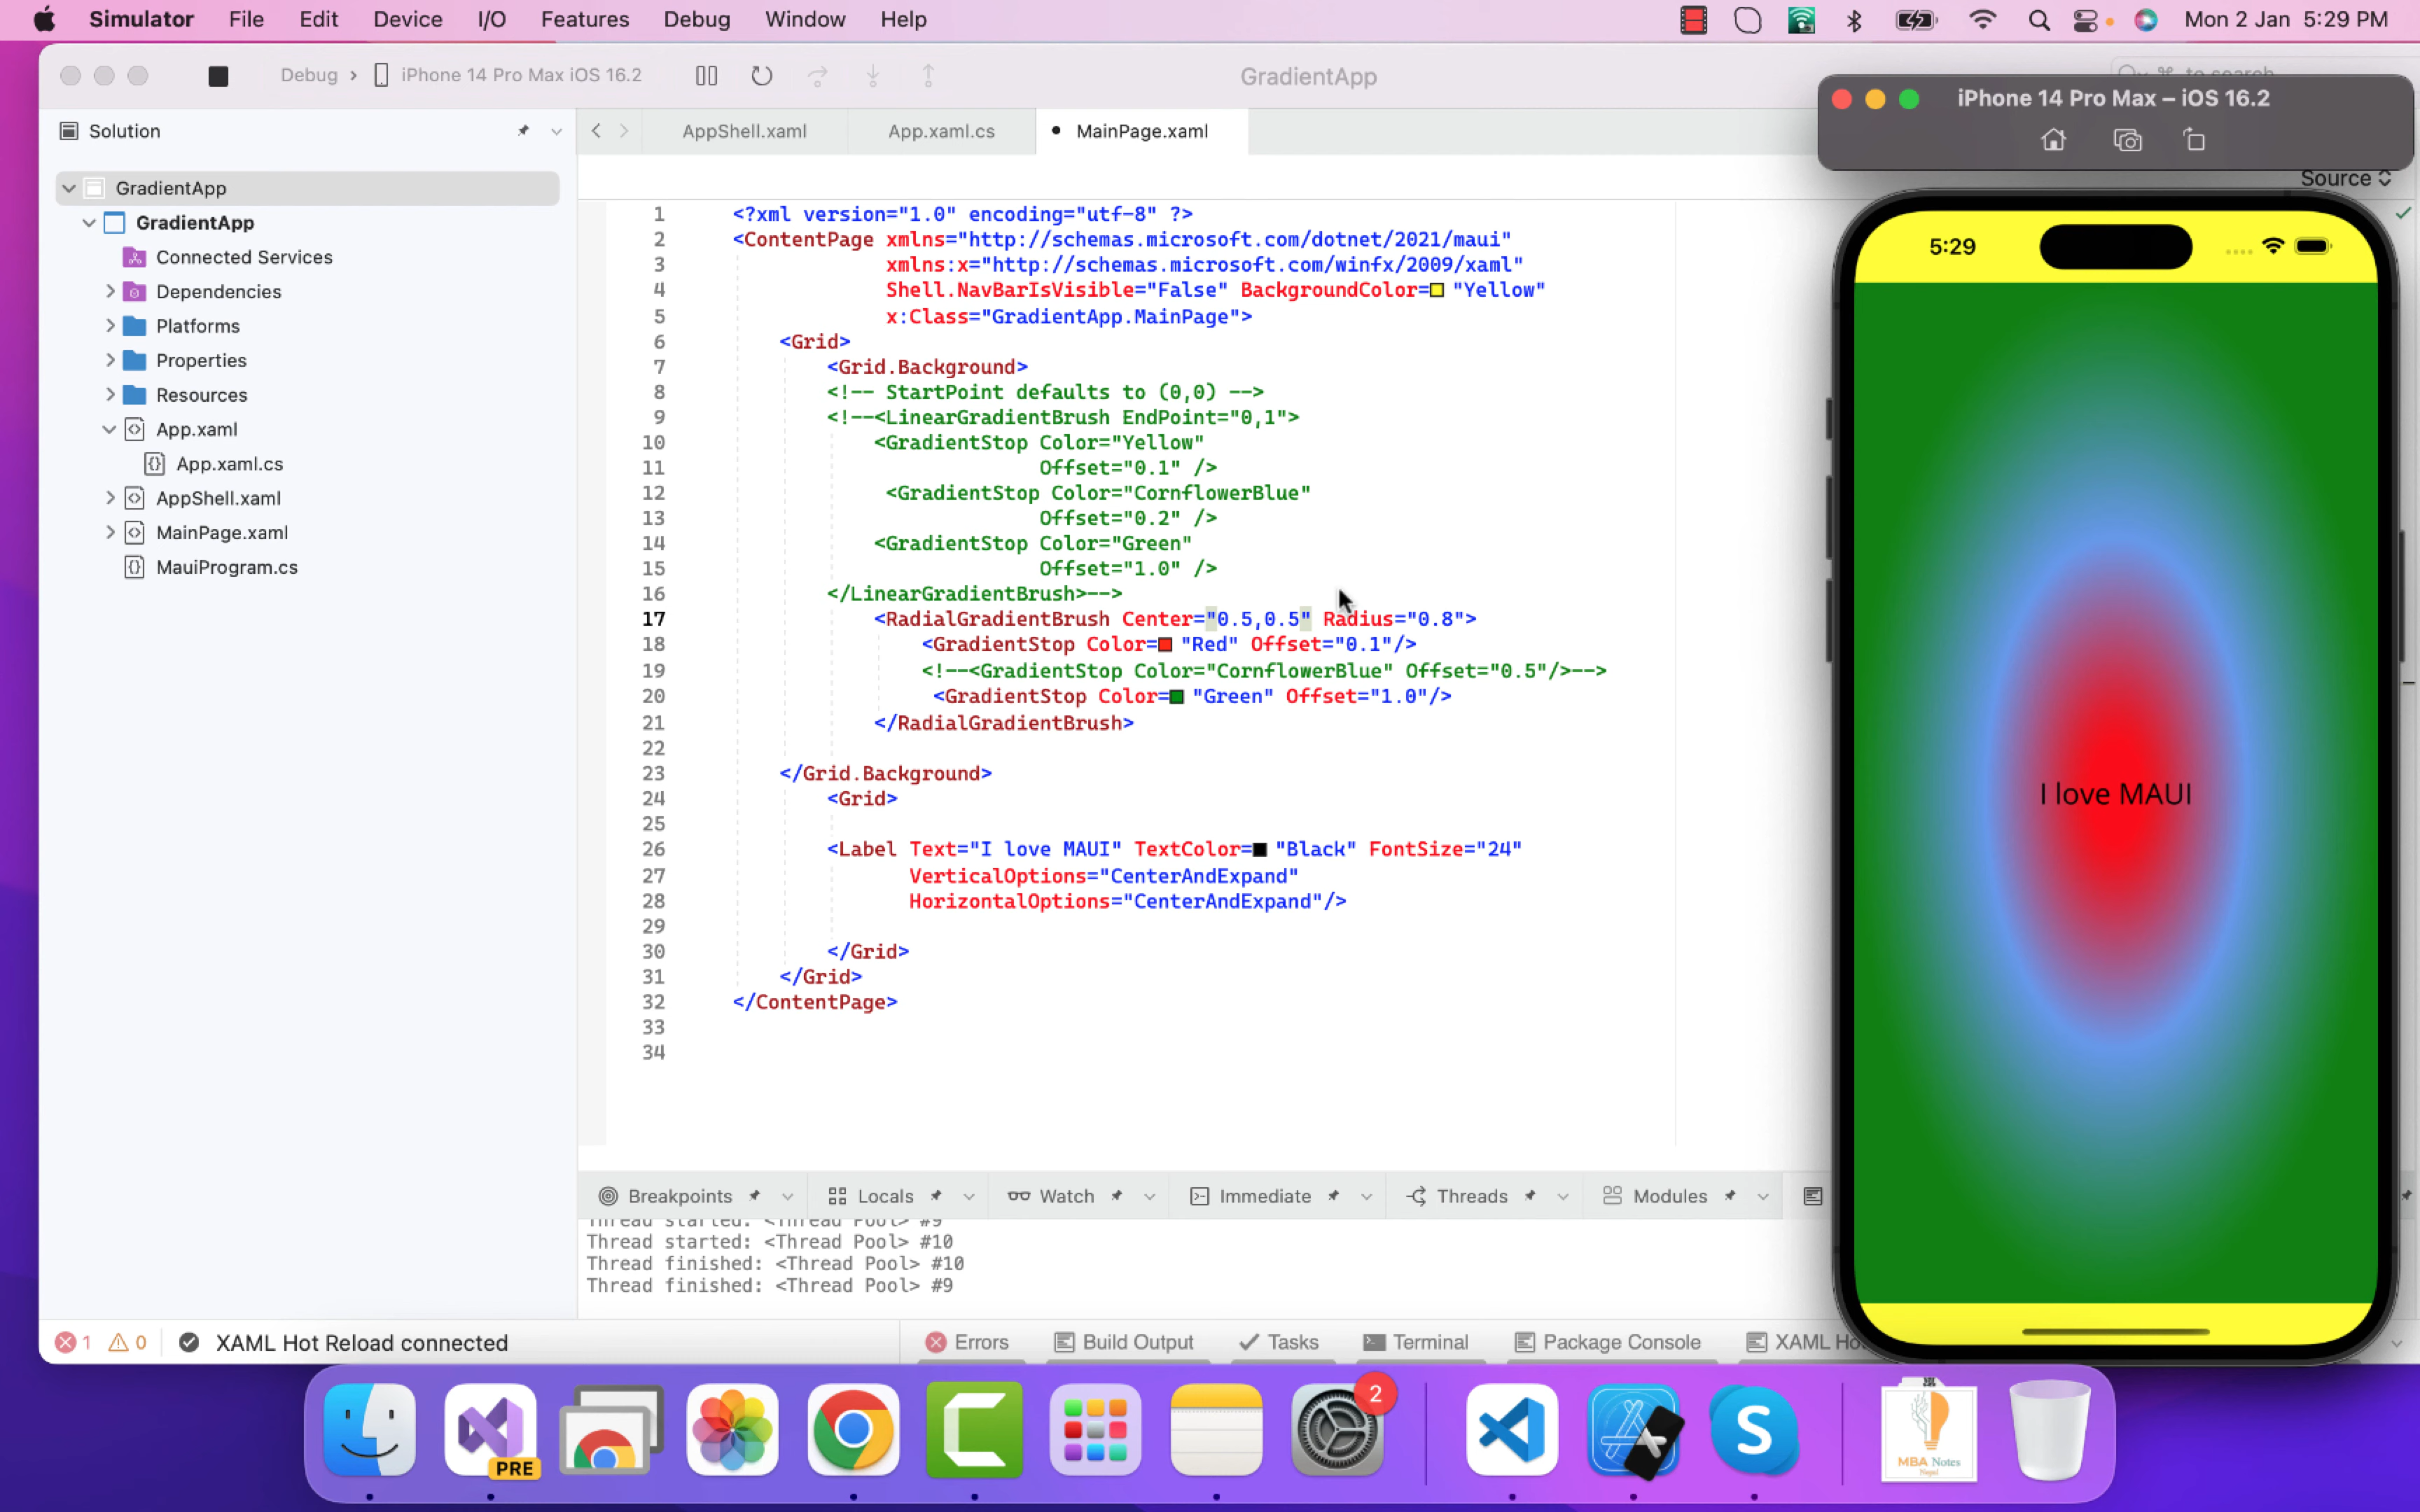 Simulator File Edit Device I/O Features Debug Window Help Mon 2 Jan 5:29 PM
Debug › iPhone 14 Pro Max iOS 16.2 GradientApp
iPhone 14 Pro Max – iOS 16.2
Solution
AppShell.xaml App.xaml.cs MainPage.xaml
Source
GradientApp
GradientApp
Connected Services
Dependencies
Platforms
Properties
Resources
App.xaml
App.xaml.cs
AppShell.xaml
MainPage.xaml
MauiProgram.cs
1 <?xml version="1.0" encoding="utf-8" ?>
2 <ContentPage xmlns="http://schemas.microsoft.com/dotnet/2021/maui"
3 xmlns:x="http://schemas.microsoft.com/winfx/2009/xaml"
4 Shell.NavBarIsVisible="False" BackgroundColor="Yellow"
5 x:Class="GradientApp.MainPage">
6 <Grid>
7 <Grid.Background>
8 <!-- StartPoint defaults to (0,0) -->
9 <!--<LinearGradientBrush EndPoint="0,1">
10 <GradientStop Color="Yellow"
11 Offset="0.1" />
12 <GradientStop Color="CornflowerBlue"
13 Offset="0.2" />
14 <GradientStop Color="Green"
15 Offset="1.0" />
16 </LinearGradientBrush>-->
17 <RadialGradientBrush Center="0.5,0.5" Radius="0.8">
18 <GradientStop Color="Red" Offset="0.1"/>
19 <!--<GradientStop Color="CornflowerBlue" Offset="0.5"/>-->
20 <GradientStop Color="Green" Offset="1.0"/>
21 </RadialGradientBrush>
22
23 </Grid.Background>
24 <Grid>
25
26 <Label Text="I love MAUI" TextColor="Black" FontSize="24"
27 VerticalOptions="CenterAndExpand"
28 HorizontalOptions="CenterAndExpand"/>
29
30 </Grid>
31 </Grid>
32 </ContentPage>
33
34
5:29
I love MAUI
Breakpoints Locals Watch Immediate Threads Modules
Thread started: <Thread Pool> #9
Thread started: <Thread Pool> #10
Thread finished: <Thread Pool> #10
Thread finished: <Thread Pool> #9
1 0 XAML Hot Reload connected Errors Build Output Tasks Terminal Package Console XAML Ho
PRE
2
MBA Notes
Nepal